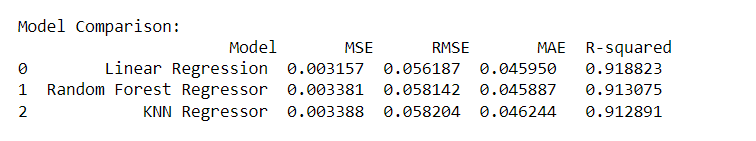 Model Comparison:
Model MSE RMSE MAE R-squared
0 Linear Regression 0.003157 0.056187 0.045950 0.918823
1 Random Forest Regressor 0.003381 0.058142 0.045887 0.913075
2 KNN Regressor 0.003388 0.058204 0.046244 0.912891